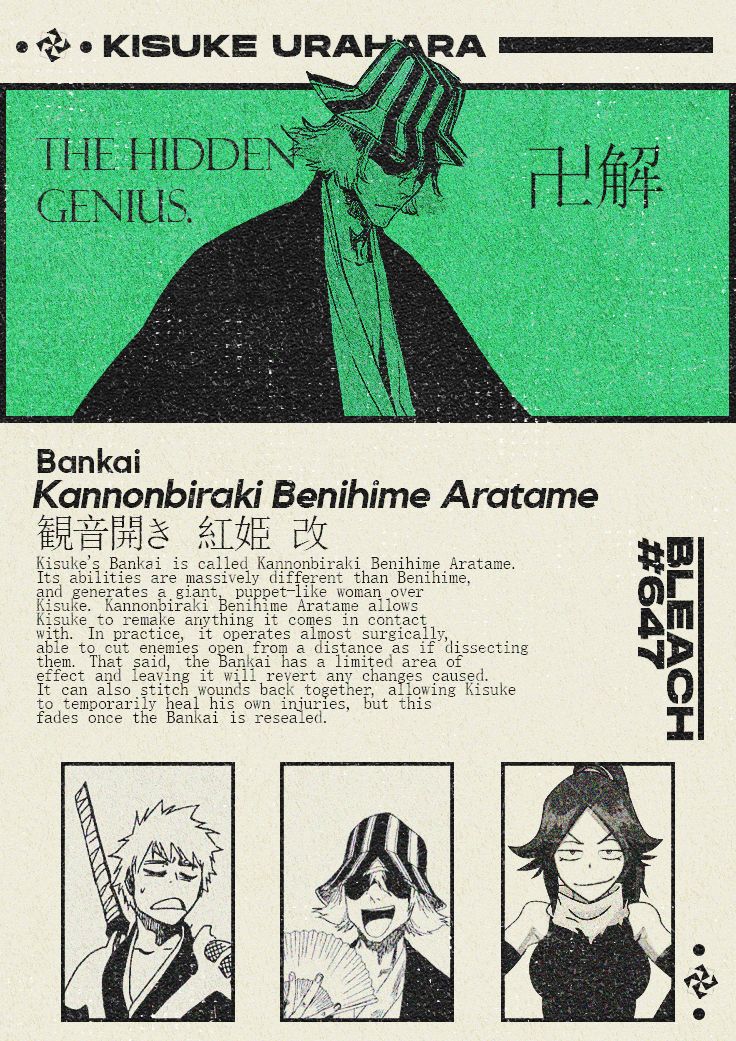 KISUKE URAHARA
THE HIDDEN
GENIUS.
卍解
Bankai
Kannonbiraki Benihime Aratame
観音開き 紅姫 改
Kisuke's Bankai is called Kannonbiraki Benihime Aratame.
Its abilities are massively different than Benihime,
and generates a giant, puppet-like woman over
Kisuke. Kannonbiraki Benihime Aratame allows
Kisuke to remake anything it comes in contact
with. In practice, it operates almost surgically,
able to cut enemies open from a distance as if dissecting
them. That said, the Bankai has a limited area of
effect and leaving it will revert any changes caused.
It can also stitch wounds back together, allowing Kisuke
to temporarily heal his own injuries, but this
fades once the Bankai is resealed.
BLEACH
#647